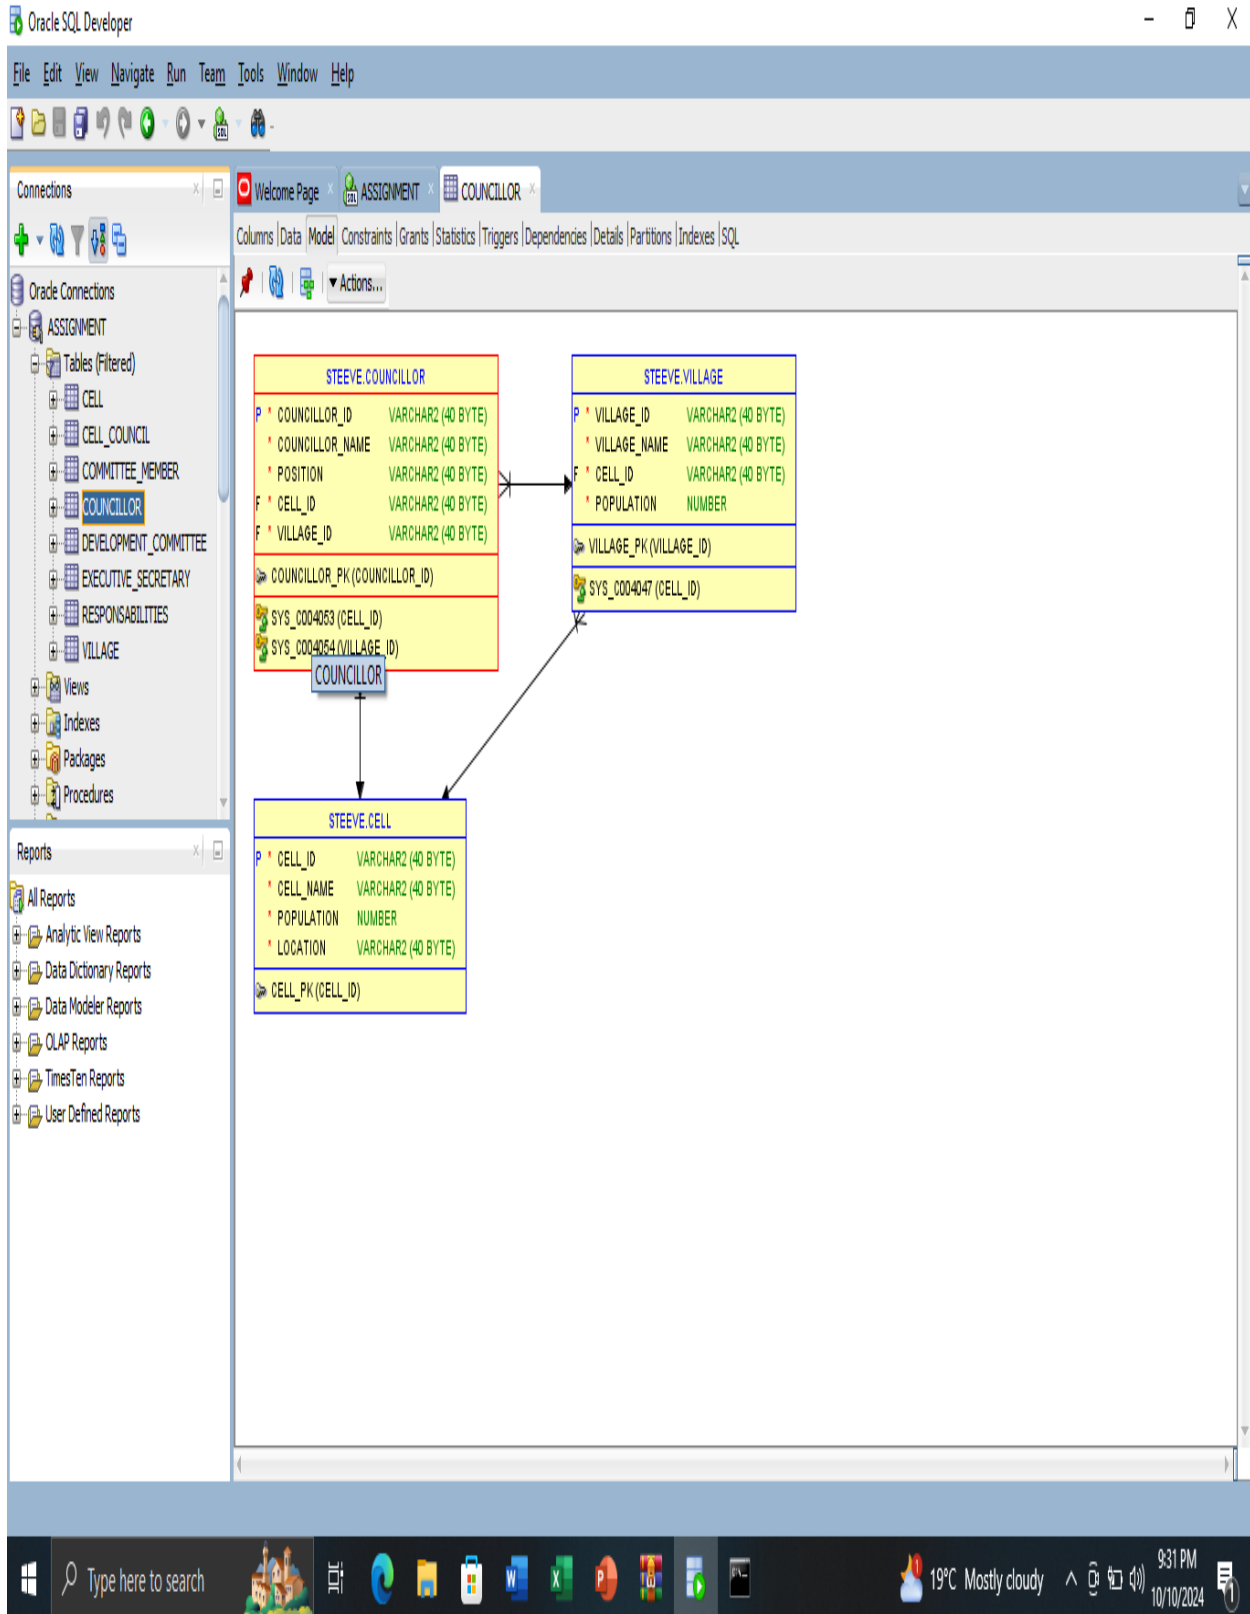 Oracle SQL Developer
File Edit View Navigate Run Team Tools Window Help
SQL
Connections
Welcome Page
ASSIGNMENT
COUNCILLOR
Columns Data Model Constraints Grants Statistics Triggers Dependencies Details Partitions Indexes SQL
Actions...
Oracle Connections
ASSIGNMENT
Tables (Filtered)
CELL
CELL_COUNCIL
COMMITTEE_MEMBER
COUNCILLOR
DEVELOPMENT_COMMITTEE
EXECUTIVE_SECRETARY
RESPONSABILITIES
VILLAGE
Views
Indexes
Packages
Procedures
STEEVE.COUNCILLOR
P * COUNCILLOR_ID VARCHAR2 (40 BYTE)
* COUNCILLOR_NAME VARCHAR2 (40 BYTE)
* POSITION VARCHAR2 (40 BYTE)
F * CELL_ID VARCHAR2 (40 BYTE)
F * VILLAGE_ID VARCHAR2 (40 BYTE)
COUNCILLOR_PK (COUNCILLOR_ID)
SYS_C004053 (CELL_ID)
SYS_C004054 (VILLAGE_ID)
COUNCILLOR
STEEVE.VILLAGE
P * VILLAGE_ID VARCHAR2 (40 BYTE)
* VILLAGE_NAME VARCHAR2 (40 BYTE)
F * CELL_ID VARCHAR2 (40 BYTE)
* POPULATION NUMBER
VILLAGE_PK (VILLAGE_ID)
SYS_C004047 (CELL_ID)
STEEVE.CELL
P * CELL_ID VARCHAR2 (40 BYTE)
* CELL_NAME VARCHAR2 (40 BYTE)
* POPULATION NUMBER
* LOCATION VARCHAR2 (40 BYTE)
CELL_PK (CELL_ID)
Reports
All Reports
Analytic View Reports
Data Dictionary Reports
Data Modeler Reports
OLAP Reports
TimesTen Reports
User Defined Reports
Type here to search
19°C Mostly cloudy
9:31 PM
10/10/2024